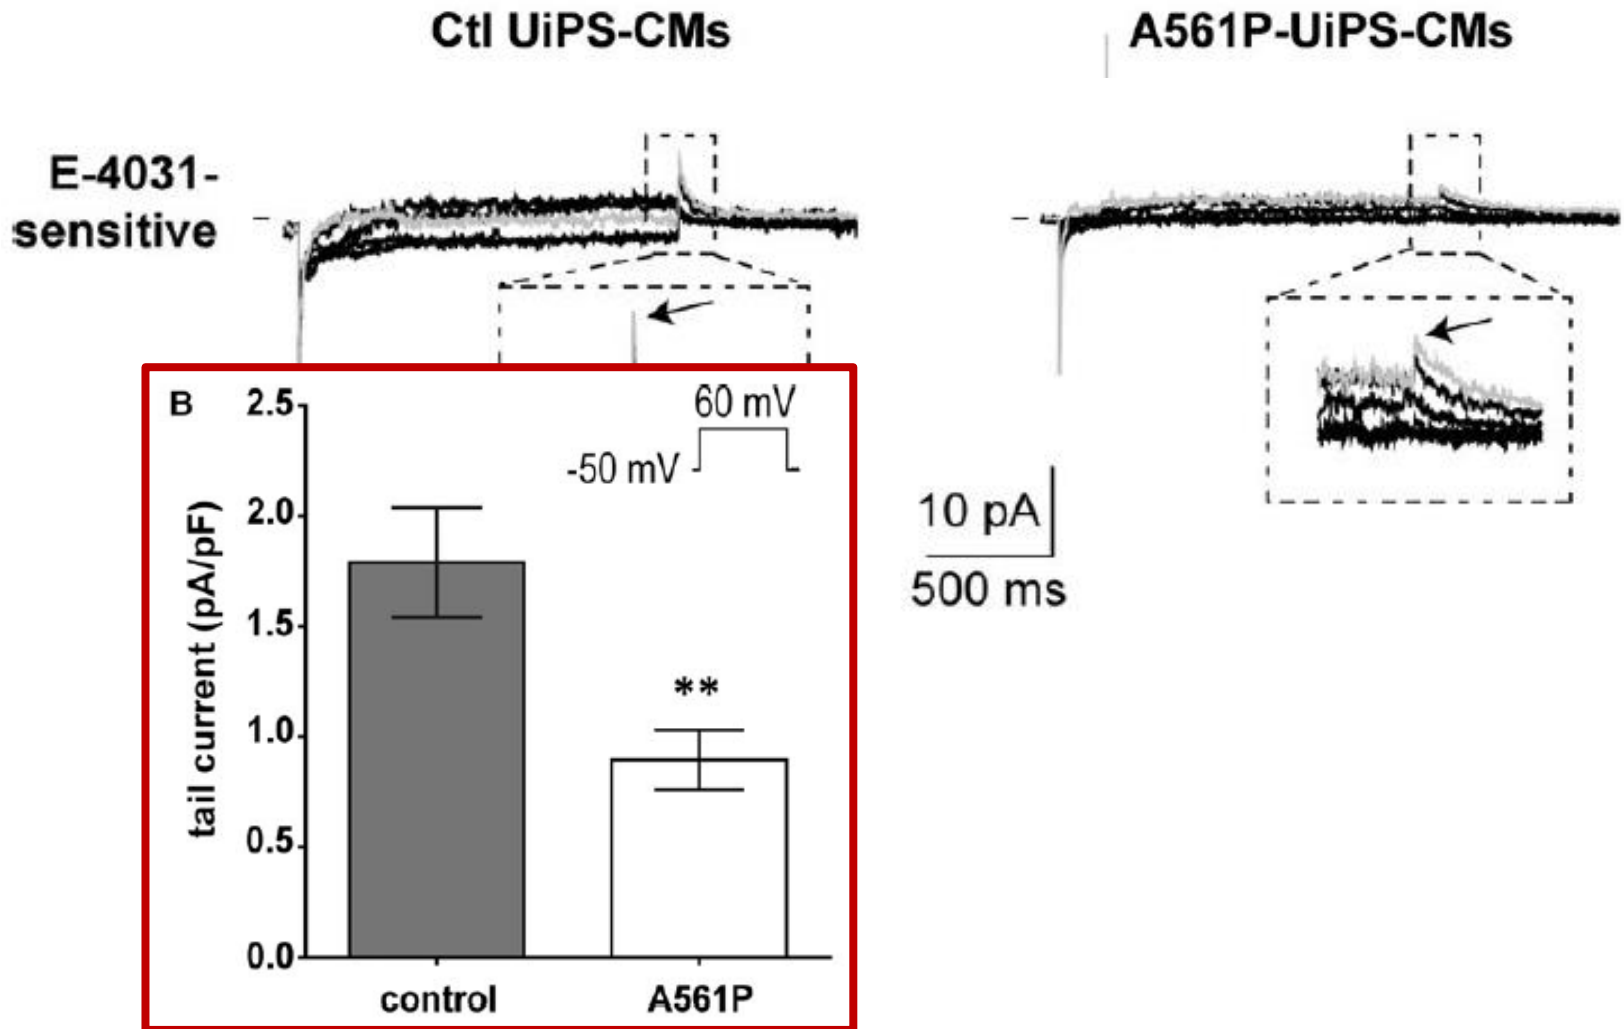 Ctl UiPS-CMs
A561P-UiPS-CMs
E-4031-
sensitive
B
60 mV
-50 mV
tail current (pA/pF)
2.5
2.0
1.5
1.0
0.5
0.0
**
control
A561P
10 pA
500 ms